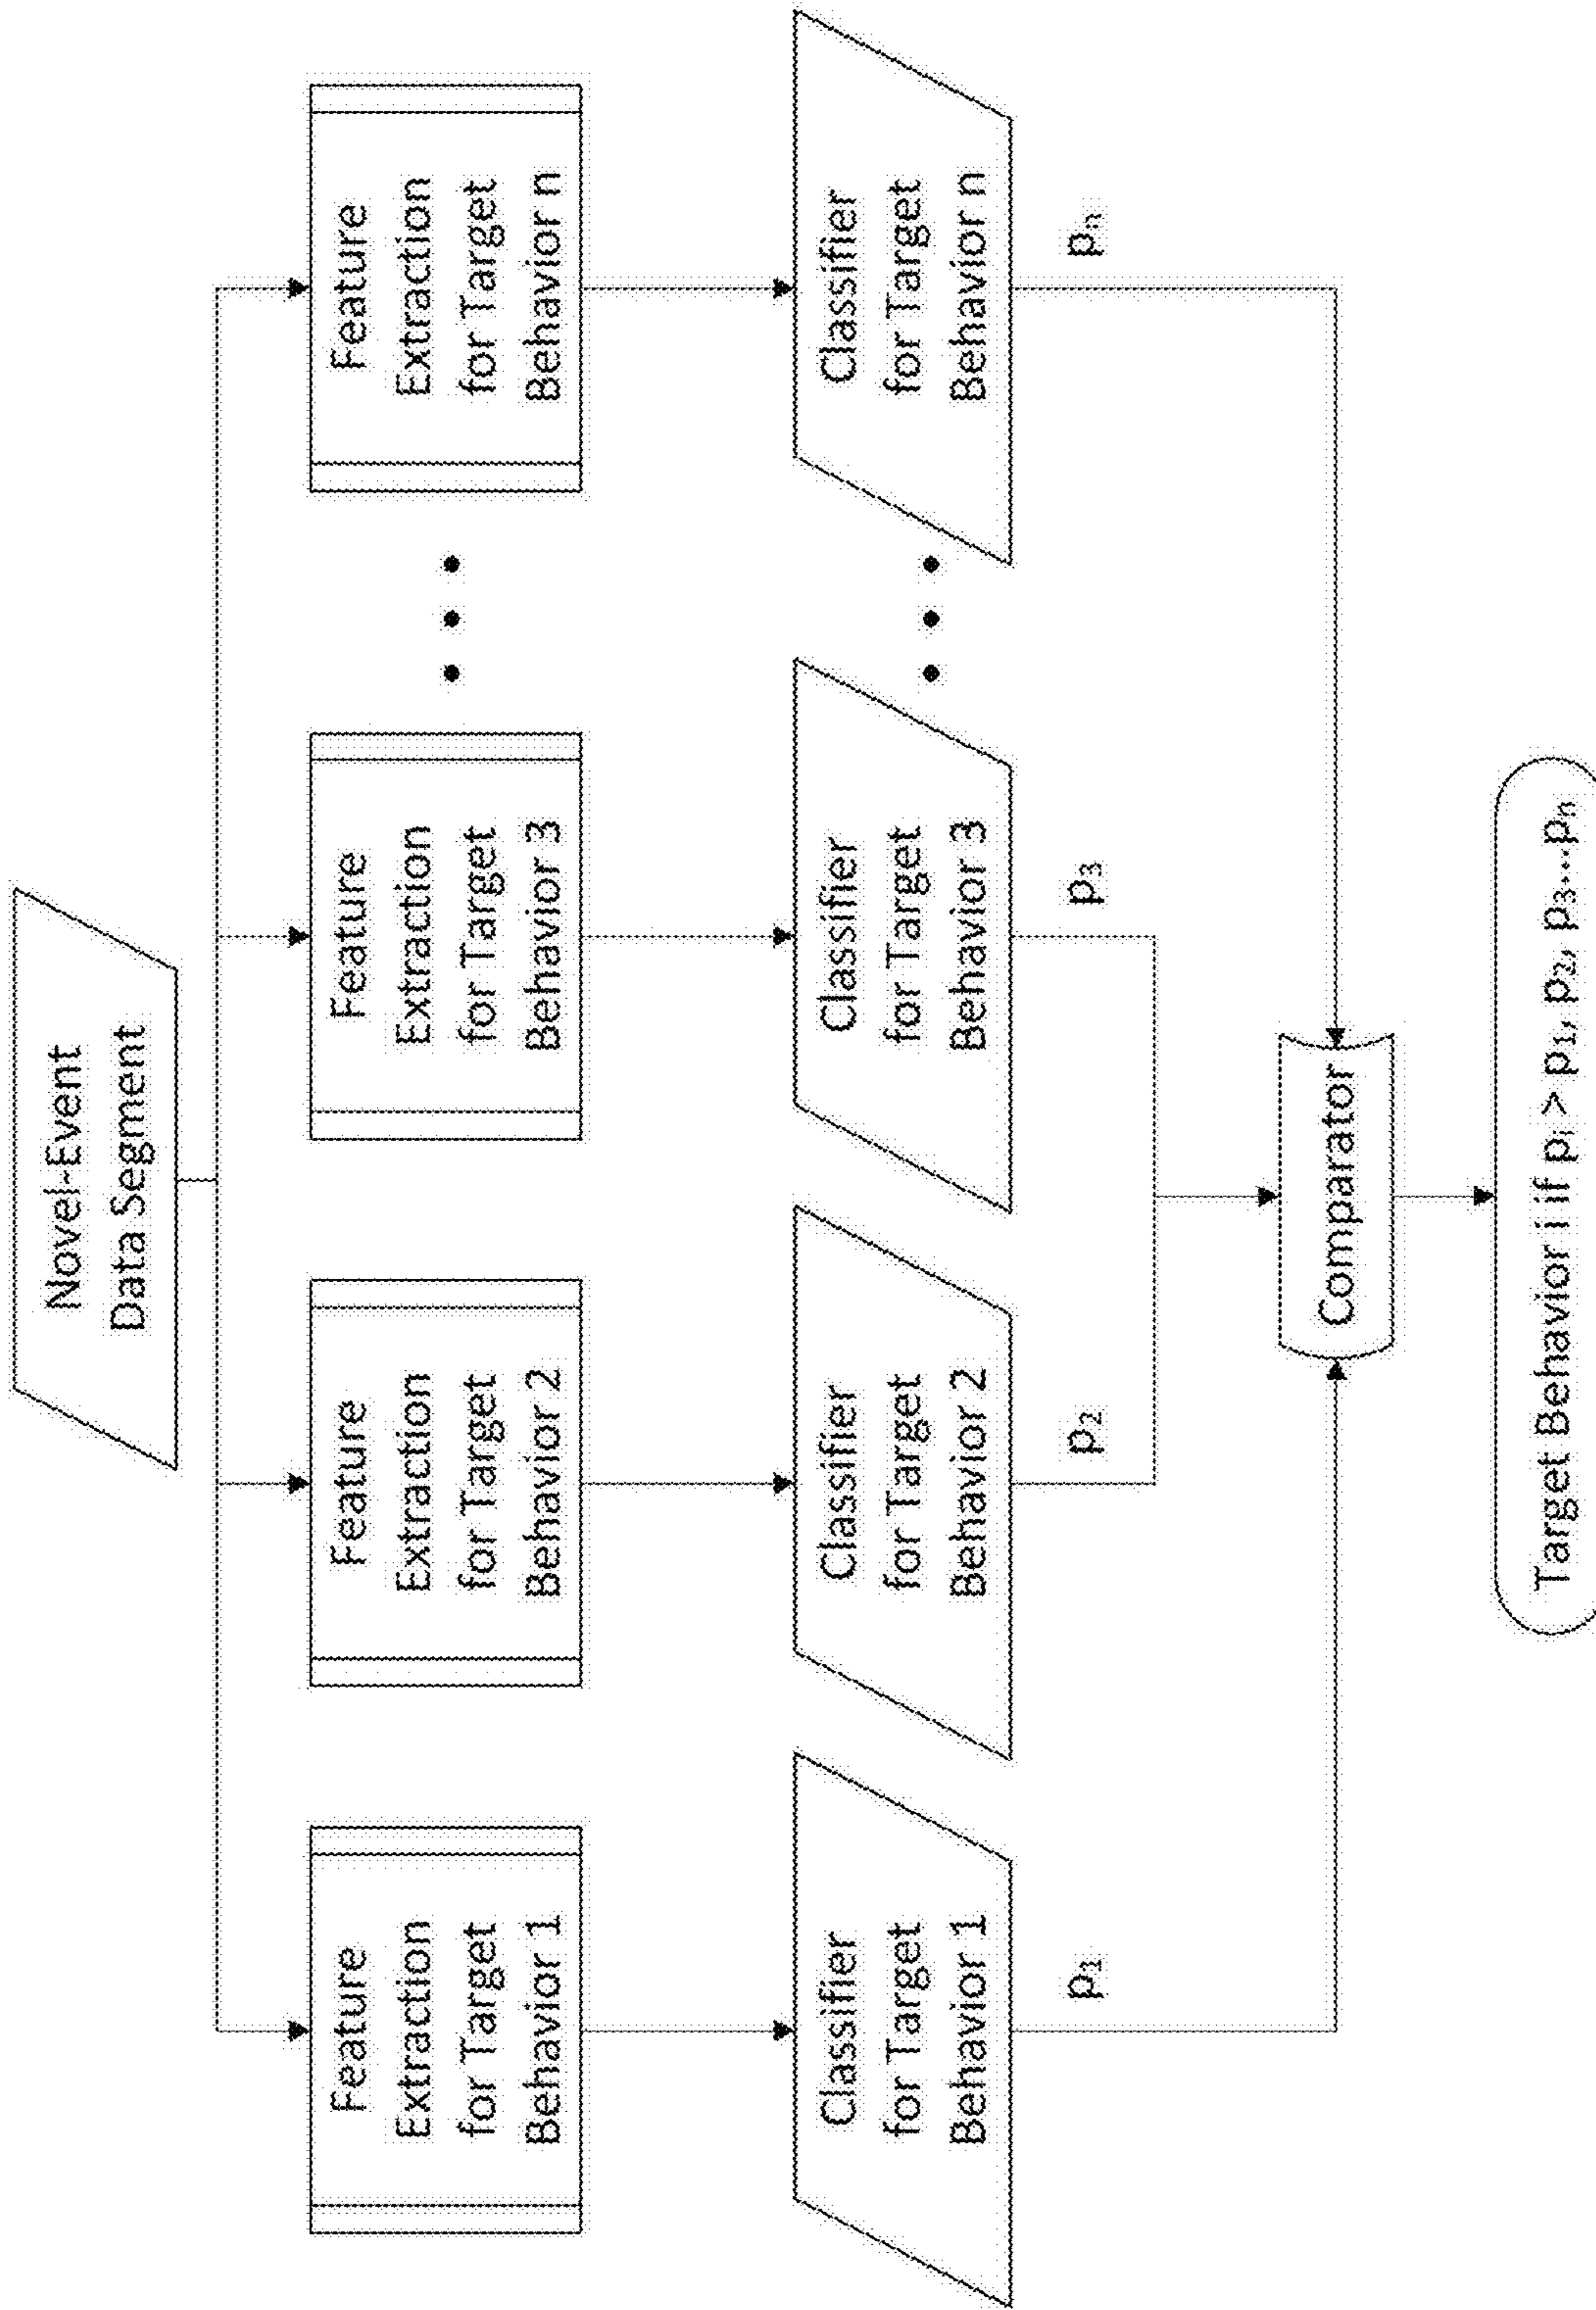 Novel-Event
Data Segment
Feature
Extraction
for Target
Behavior 1
Feature
Extraction
for Target
Behavior 2
Feature
Extraction
for Target
Behavior 3
Feature
Extraction
for Target
Behavior n
Classifier
for Target
Behavior 1
Classifier
for Target
Behavior 2
Classifier
for Target
Behavior 3
Classifier
for Target
Behavior n
p₁
p₂
p₃
pₙ
Comparator
Target Behavior i if pᵢ > p₁, p₂, p₃...pₙ